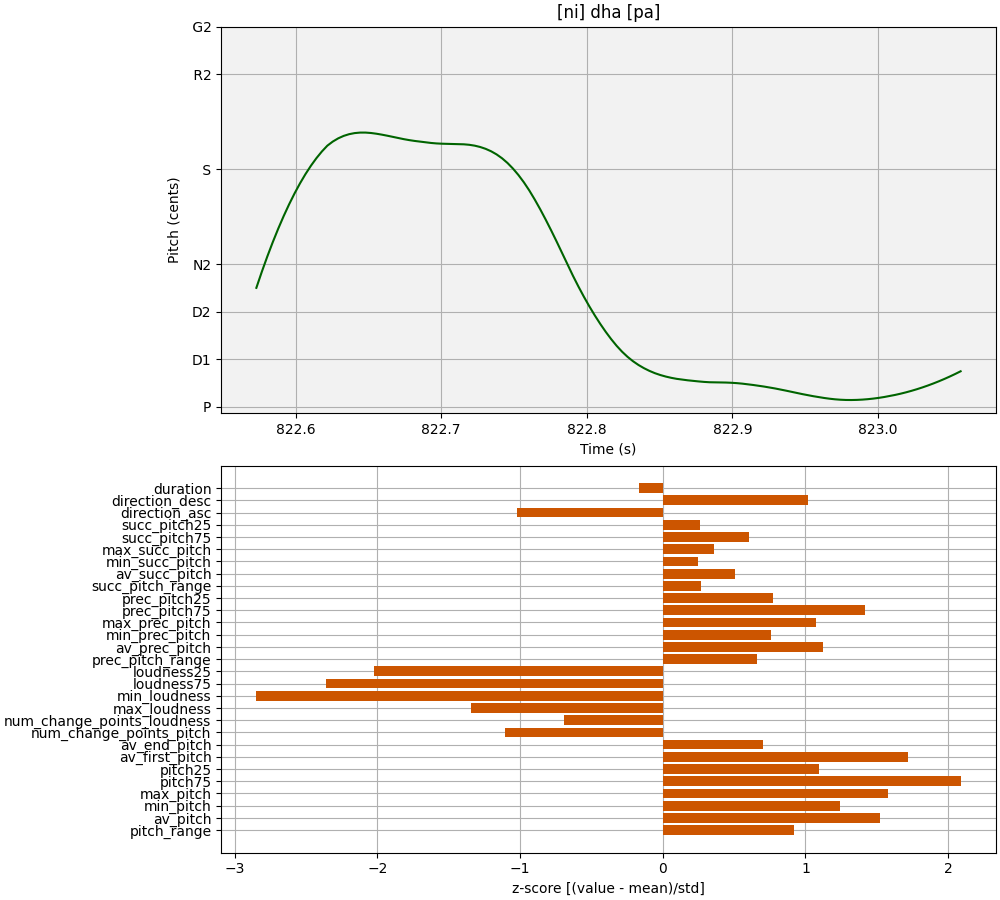 [ni] dha [pa]
G2
R2
S
N2
D2
D1
P
Pitch (cents)
822.6 822.7 822.8 822.9 823.0
Time (s)
duration
direction_desc
direction_asc
succ_pitch25
succ_pitch75
max_succ_pitch
min_succ_pitch
av_succ_pitch
succ_pitch_range
prec_pitch25
prec_pitch75
max_prec_pitch
min_prec_pitch
av_prec_pitch
prec_pitch_range
loudness25
loudness75
min_loudness
max_loudness
num_change_points_loudness
num_change_points_pitch
av_end_pitch
av_first_pitch
pitch25
pitch75
max_pitch
min_pitch
av_pitch
pitch_range
−3 −2 −1 0 1 2
z-score [(value - mean)/std]